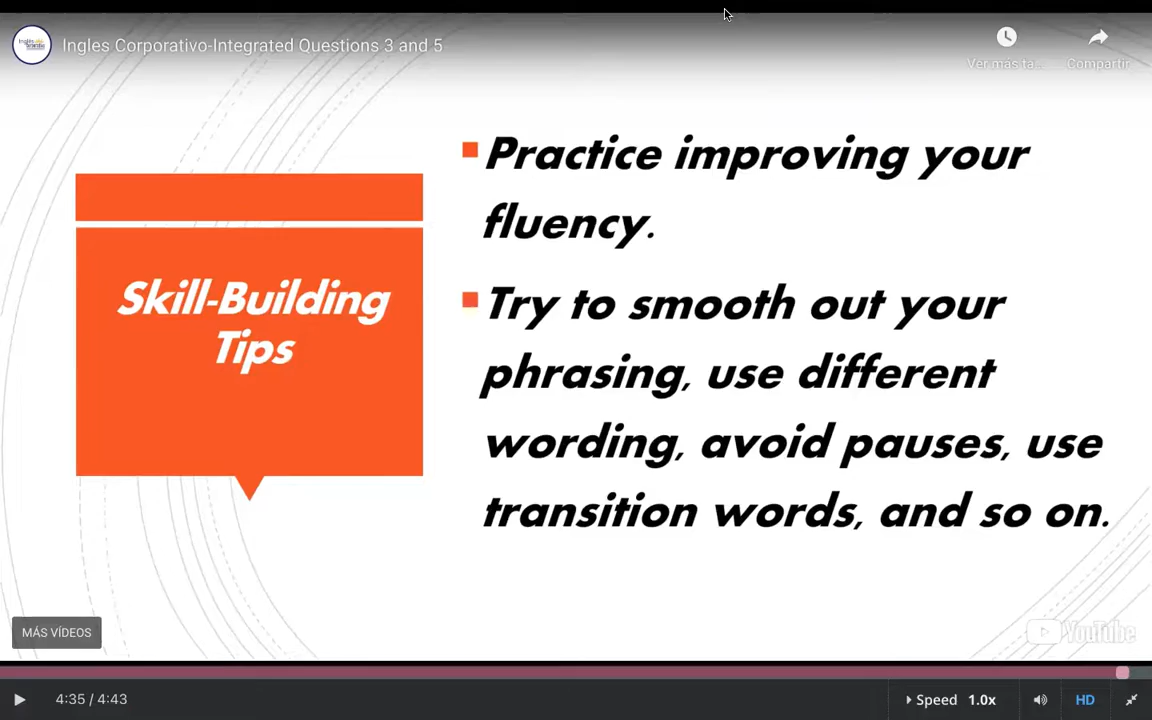 Ingles Corporativo-Integrated Questions 3 and 5
Ver más ta...
Compartir
Practice improving your
fluency.
Skill-Building
Tips
Try to smooth out your
phrasing, use different
wording, avoid pauses, use
transition words, and so on.
MÁS VÍDEOS
YouTube
4:35 / 4:43
Speed 1.0x
HD